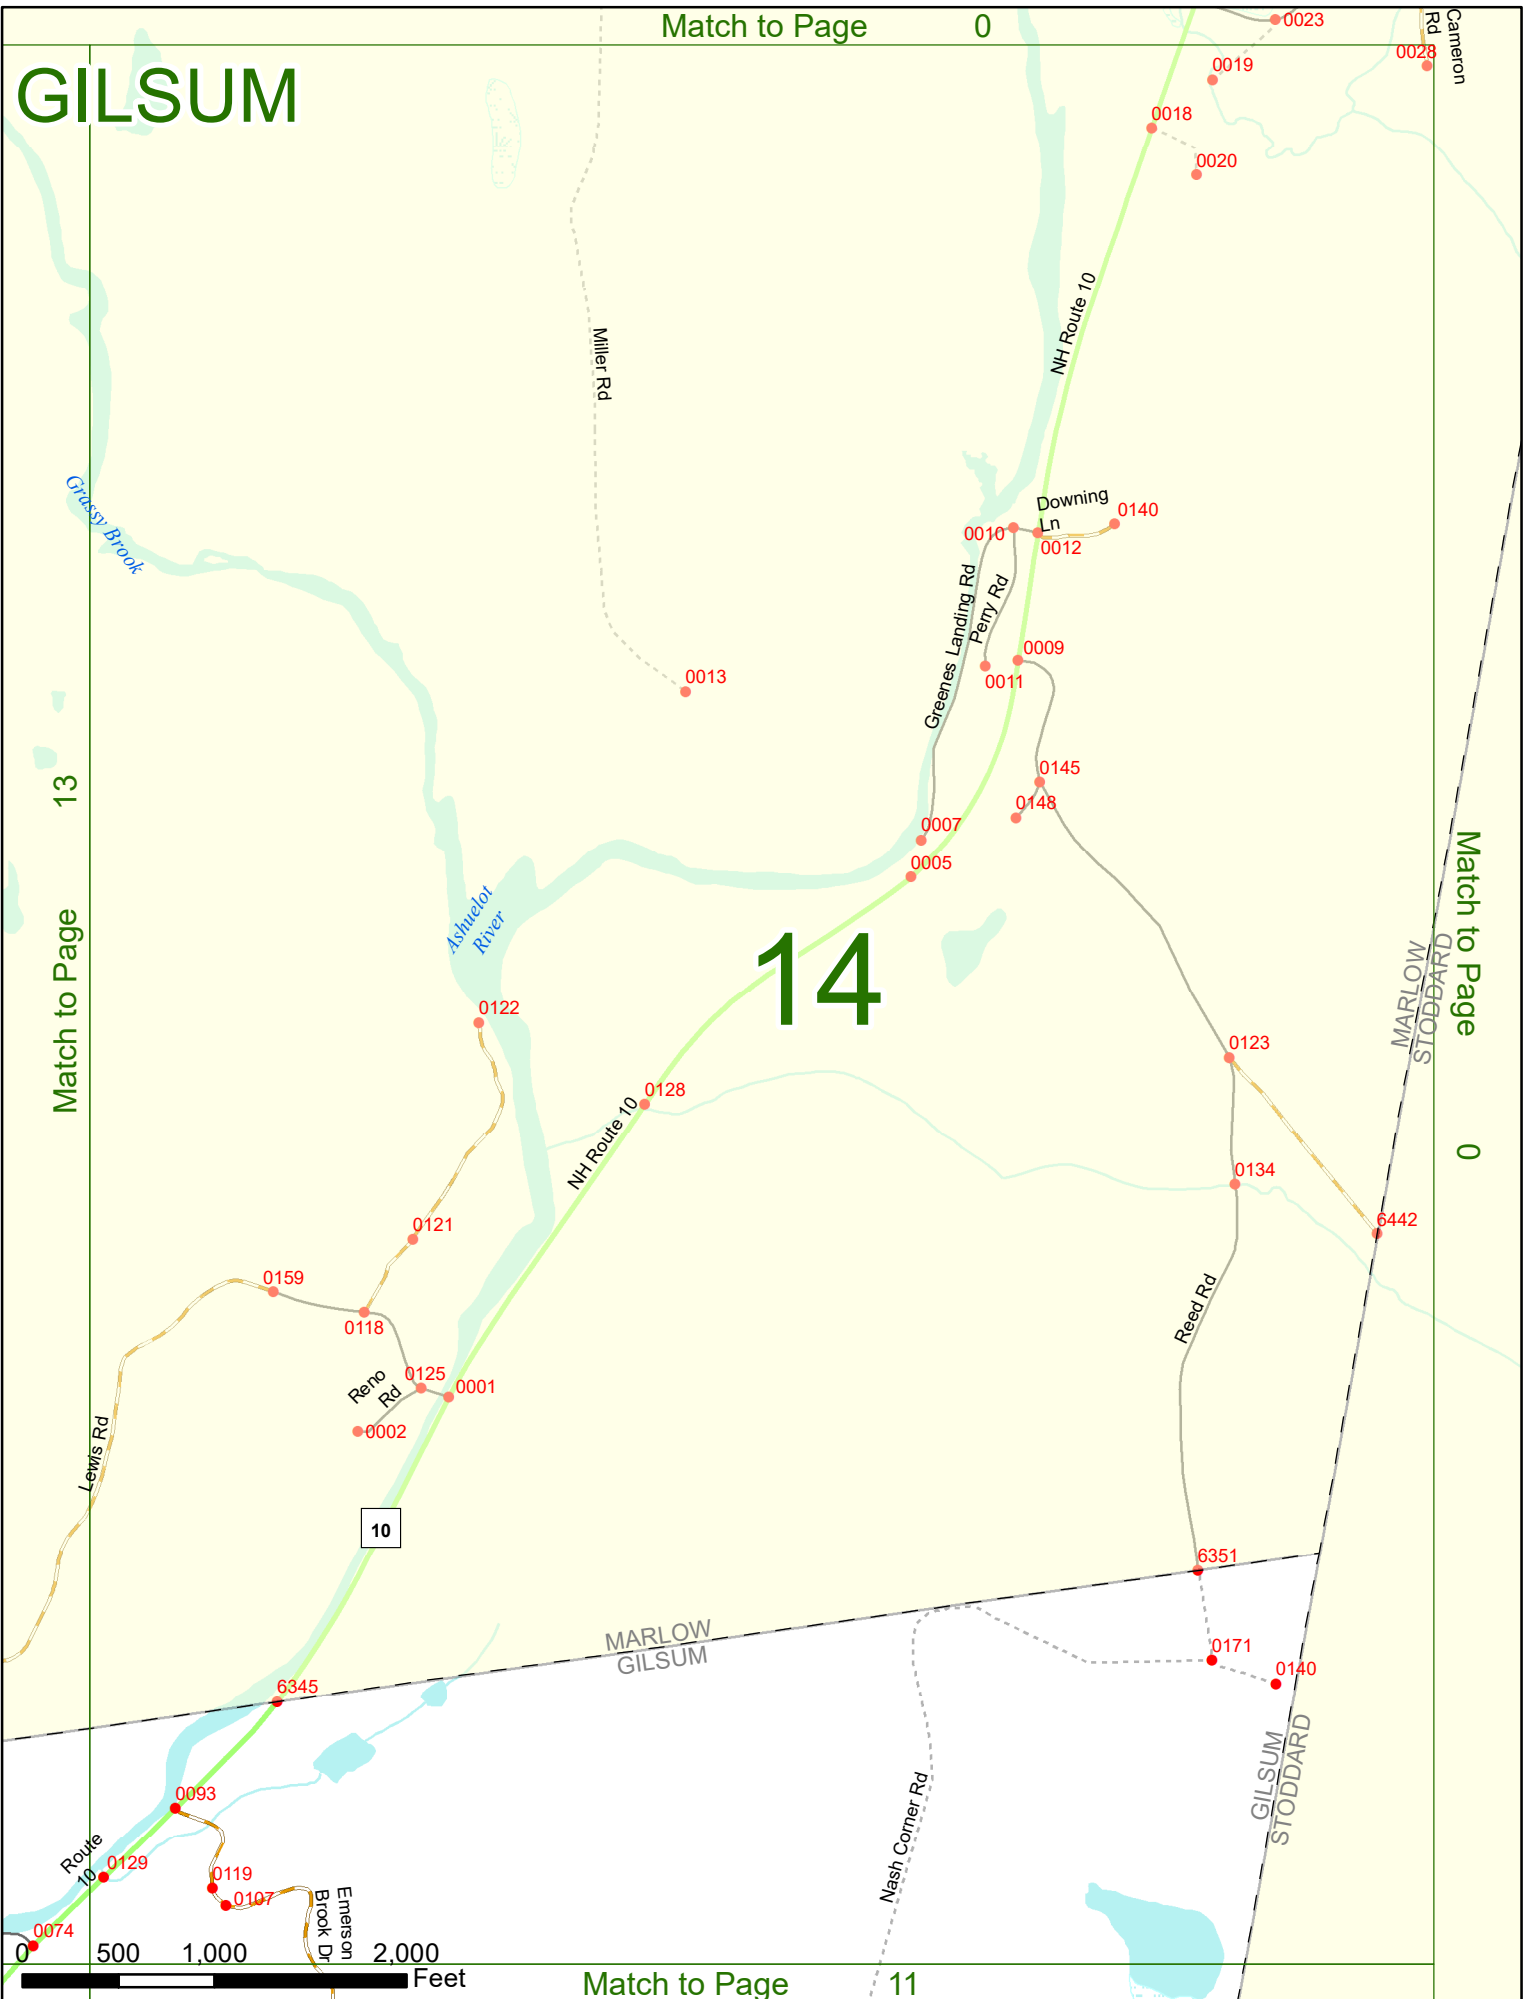 Match to Page 0
GILSUM
0023
Cameron
Rd
0028
0019
0018
0020
NH Route 10
Miller Rd
Grassy Brook
Downing
Ln
0140
0010
0012
Greenes Landing Rd
Perry Rd
0009
0011
0013
0145
0148
0007
0005
Match to Page 13
Match to Page 0
Ashuelot
River
14
MARLOW
STODDARD
0122
0123
0128
NH Route 10
0134
6442
0121
0159
0118
Reed Rd
0125
0001
Reno
Rd
0002
Lewis Rd
10
6351
MARLOW
GILSUM
0171
0140
6345
GILSUM
STODDARD
0093
Nash Corner Rd
Route
10
0129
0119
0107
Emerson
Brook Dr
0074
0 500 1,000 2,000
Feet
Match to Page 11